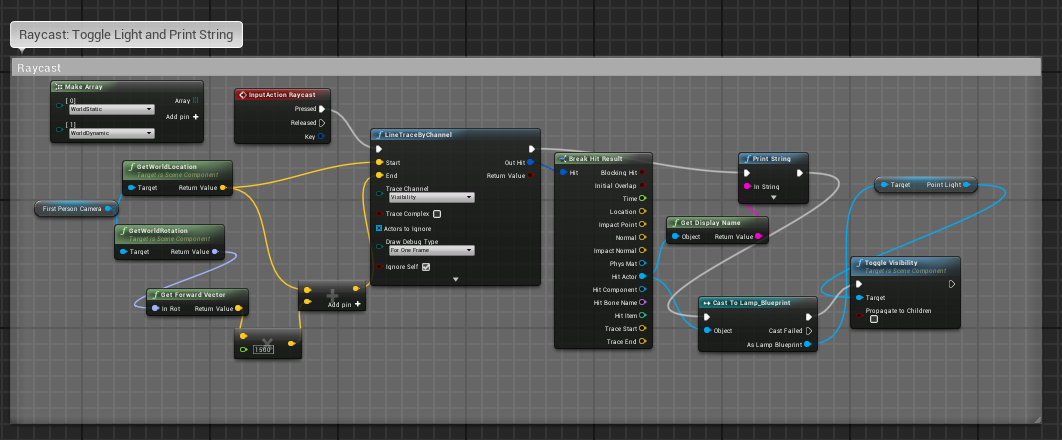 Raycast: Toggle Light and Print String
Raycast
Make Array
[ 0]
WorldStatic
Array
Add pin +
[ 1]
WorldDynamic
InputAction Raycast
Pressed
Released
Key
GetWorldLocation
Target is Some Component
Target
Return Value
First Person Camera
GetWorldRotation
Target is Some Component
Target
Return Value
Get Forward Vector
In Rot
Return Value
1500
Add pin +
LineTraceByChannel
Start
Out Hit
End
Return Value
Trace Channel
Visibility
Trace Complex
Actors to Ignore
Draw Debug Type
For One Frame
Ignore Self
Break Hit Result
Hit
Blocking Hit
Initial Overlap
Time
Location
Impact Point
Normal
Impact Normal
Phys Mat
Hit Actor
Hit Component
Hit Bone Name
Hit Item
Trace Start
Trace End
Print String
In String
Get Display Name
Object
Return Value
Cast To Lamp_Blueprint
Object
Cast Failed
As Lamp Blueprint
Target
Point Light
Toggle Visibility
Target is Some Component
Target
Propagate to Children